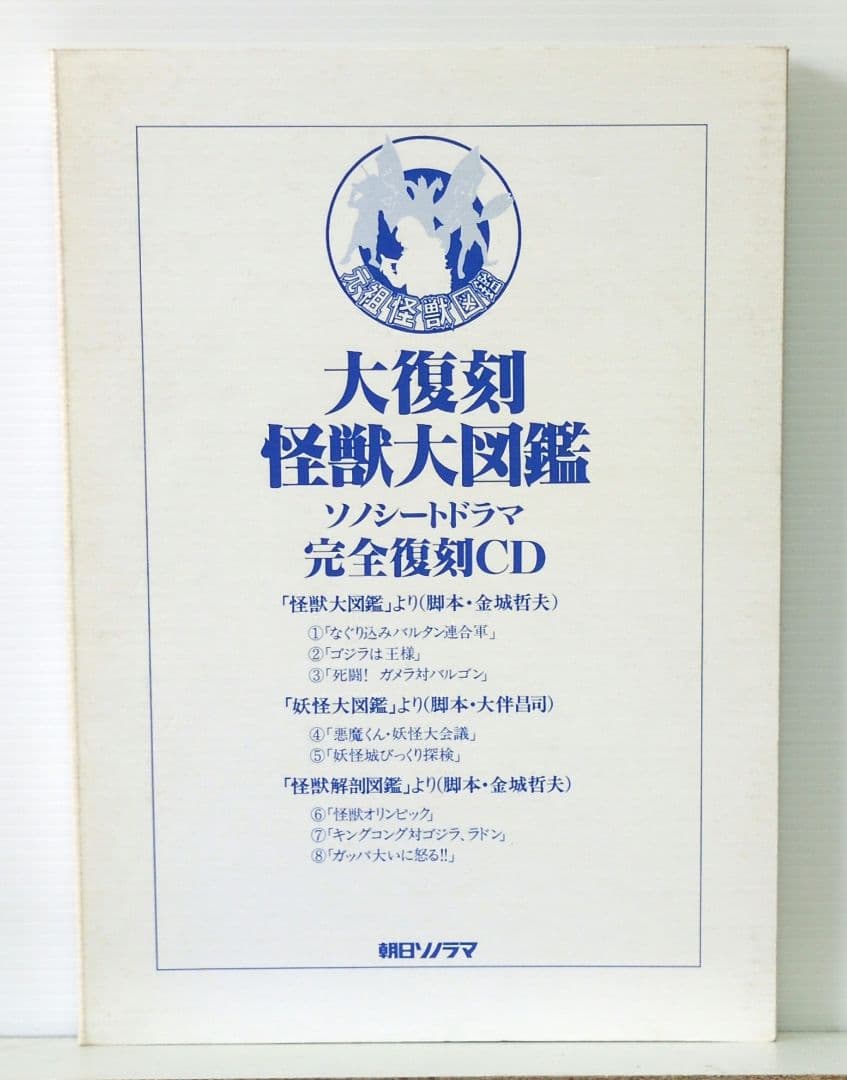 元祖怪獣図鑑
大復刻
怪獣大図鑑
ソノシートドラマ
完全復刻CD
「怪獣大図鑑」より(脚本・金城哲夫)
①「なぐり込みバルタン連合軍」
②「ゴジラは王様」
③「死闘! ガメラ対バルゴン」
「妖怪大図鑑」より(脚本・大伴昌司)
④「悪魔くん・妖怪大会議」
⑤「妖怪城びっくり探検」
「怪獣解剖図鑑」より(脚本・金城哲夫)
⑥「怪獣オリンピック」
⑦「キングコング対ゴジラ、ラドン」
⑧「ガッパ大いに怒る!!」
朝日ソノラマ